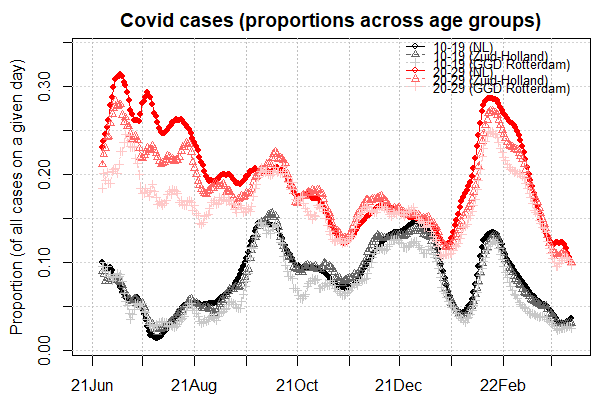 Covid cases (proportions across age groups)
10-19 (NL)
10-19 (Zuid-Holland)
10-19 (GGD Rotterdam)
20-29 (NL)
20-29 (Zuid-Holland)
20-29 (GGD Rotterdam)
Proportion (of all cases on a given day)
0.30
0.20
0.10
0.00
21Jun 21Aug 21Oct 21Dec 22Feb